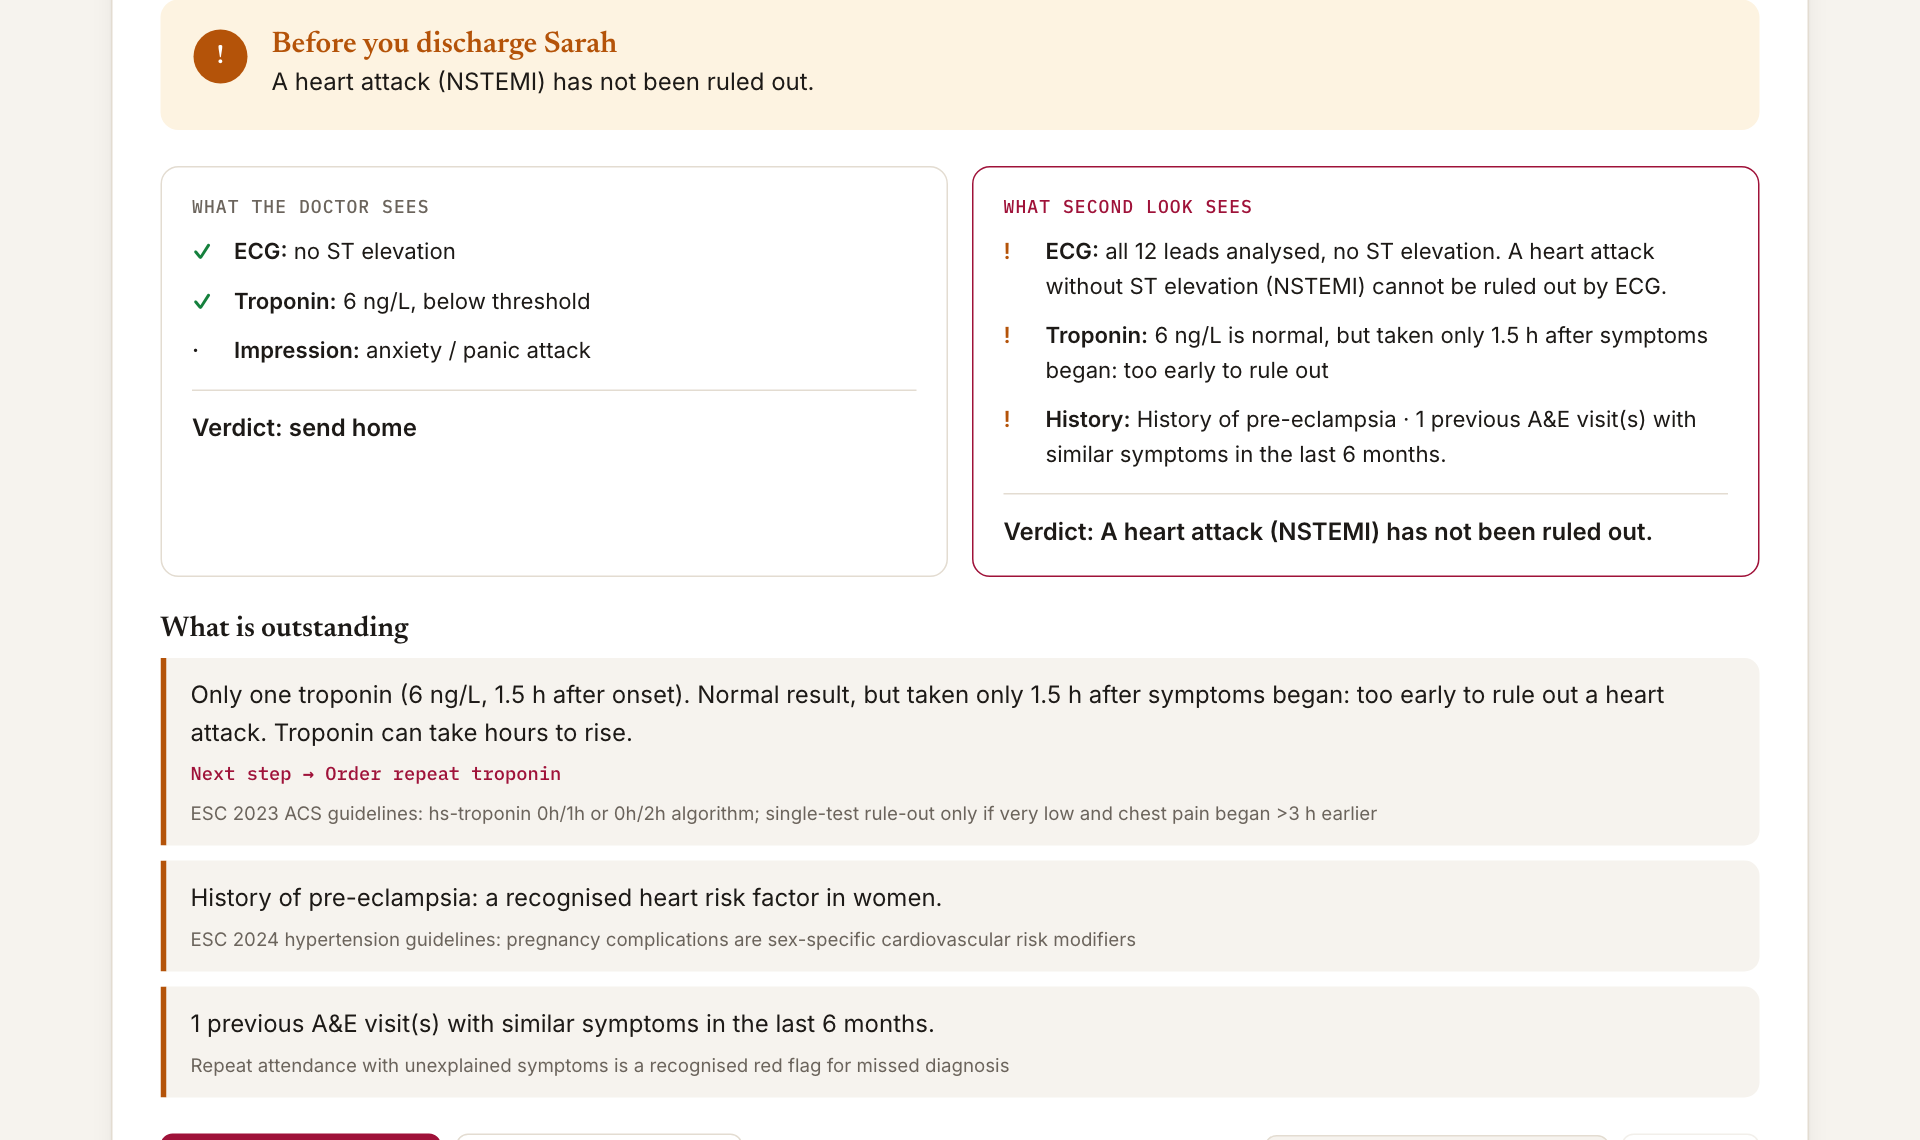 !
Before you discharge Sarah
A heart attack (NSTEMI) has not been ruled out.
WHAT THE DOCTOR SEES
✓ ECG: no ST elevation
✓ Troponin: 6 ng/L, below threshold
· Impression: anxiety / panic attack
Verdict: send home
WHAT SECOND LOOK SEES
! ECG: all 12 leads analysed, no ST elevation. A heart attack
without ST elevation (NSTEMI) cannot be ruled out by ECG.
! Troponin: 6 ng/L is normal, but taken only 1.5 h after symptoms
began: too early to rule out
! History: History of pre-eclampsia · 1 previous A&E visit(s) with
similar symptoms in the last 6 months.
Verdict: A heart attack (NSTEMI) has not been ruled out.
What is outstanding
Only one troponin (6 ng/L, 1.5 h after onset). Normal result, but taken only 1.5 h after symptoms began: too early to rule out a heart
attack. Troponin can take hours to rise.
Next step → Order repeat troponin
ESC 2023 ACS guidelines: hs-troponin 0h/1h or 0h/2h algorithm; single-test rule-out only if very low and chest pain began >3 h earlier
History of pre-eclampsia: a recognised heart risk factor in women.
ESC 2024 hypertension guidelines: pregnancy complications are sex-specific cardiovascular risk modifiers
1 previous A&E visit(s) with similar symptoms in the last 6 months.
Repeat attendance with unexplained symptoms is a recognised red flag for missed diagnosis